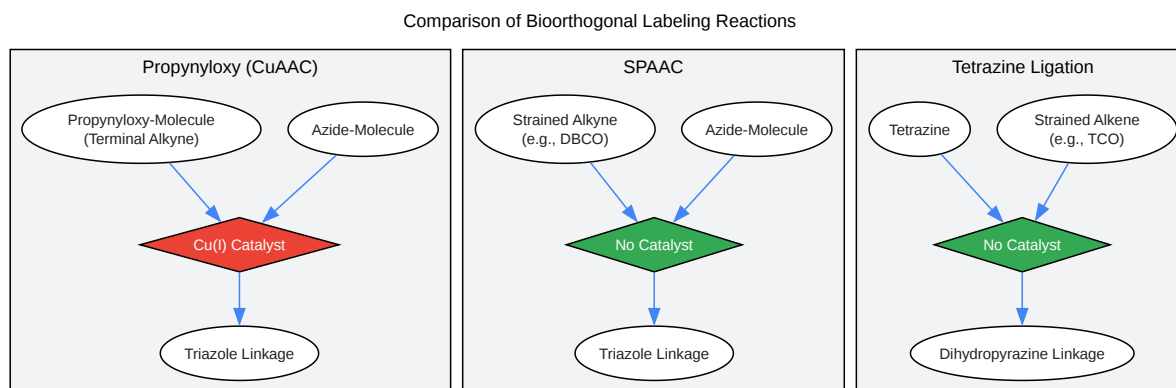 Comparison of Bioorthogonal Labeling Reactions
Propynyloxy (CuAAC)
Propynyloxy-Molecule
(Terminal Alkyne)
Azide-Molecule
Cu(I) Catalyst
Triazole Linkage
SPAAC
Strained Alkyne
(e.g., DBCO)
Azide-Molecule
No Catalyst
Triazole Linkage
Tetrazine Ligation
Tetrazine
Strained Alkene
(e.g., TCO)
No Catalyst
Dihydropyrazine Linkage